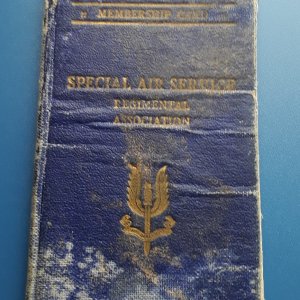 MEMBERSHIP CARD
SPECIAL AIR SERVICE
REGIMENTAL
ASSOCIATION